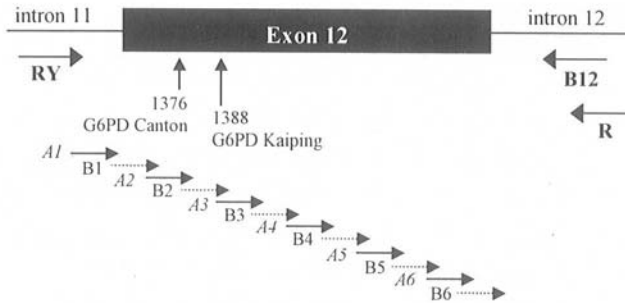 intron 11
Exon 12
intron 12
RY
B12
R
1376
G6PD Canton
1388
G6PD Kaiping
A1
B1
A2
B2
A3
B3
A4
B4
A5
B5
A6
B6